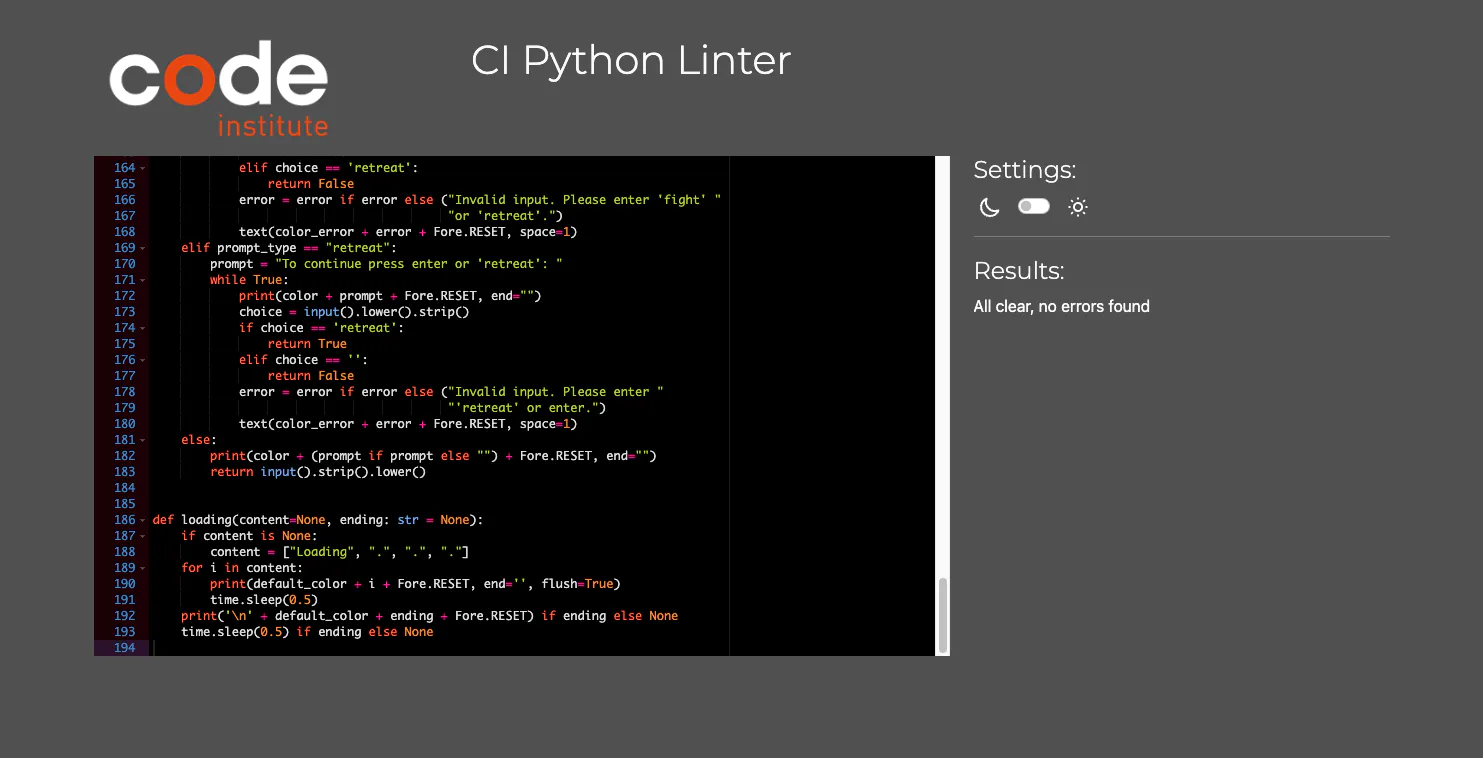 code
institute
CI Python Linter
164 elif choice == 'retreat':
165 return False
166 error = error if error else ("Invalid input. Please enter 'fight' "
167 "or 'retreat'.")
168 text(color_error + error + Fore.RESET, space=1)
169 elif prompt_type == "retreat":
170 prompt = "To continue press enter or 'retreat': "
171 while True:
172 print(color + prompt + Fore.RESET, end="")
173 choice = input().lower().strip()
174 if choice == 'retreat':
175 return True
176 elif choice == '':
177 return False
178 error = error if error else ("Invalid input. Please enter "
179 "'retreat' or enter.")
180 text(color_error + error + Fore.RESET, space=1)
181 else:
182 print(color + (prompt if prompt else "") + Fore.RESET, end="")
183 return input().strip().lower()
184
185
186 def loading(content=None, ending: str = None):
187 if content is None:
188 content = ["Loading", ".", ".", "."]
189 for i in content:
190 print(default_color + i + Fore.RESET, end='', flush=True)
191 time.sleep(0.5)
192 print('\n' + default_color + ending + Fore.RESET) if ending else None
193 time.sleep(0.5) if ending else None
194
Settings:
Results:
All clear, no errors found